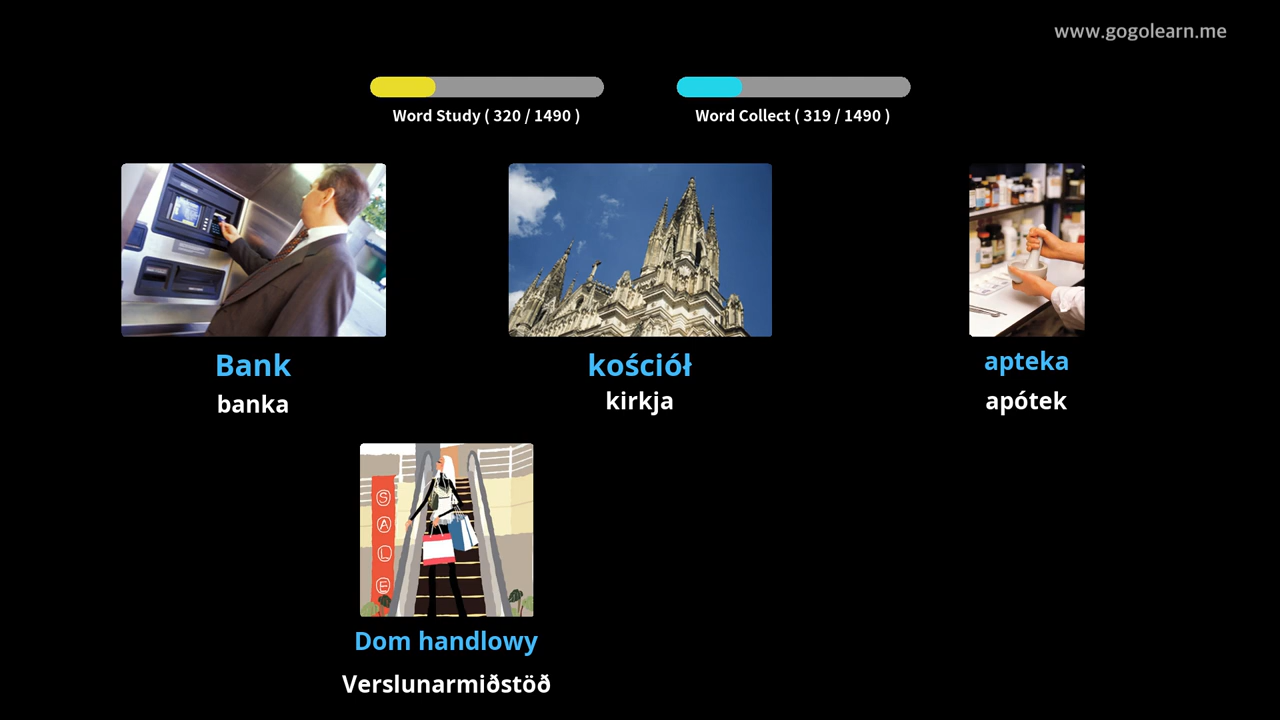 www.gogolearn.me
Word Study ( 320 / 1490 )
Word Collect ( 319 / 1490 )
Bank
banka
kościół
kirkja
apteka
apótek
SALE
Dom handlowy
Verslunarmiðstöð